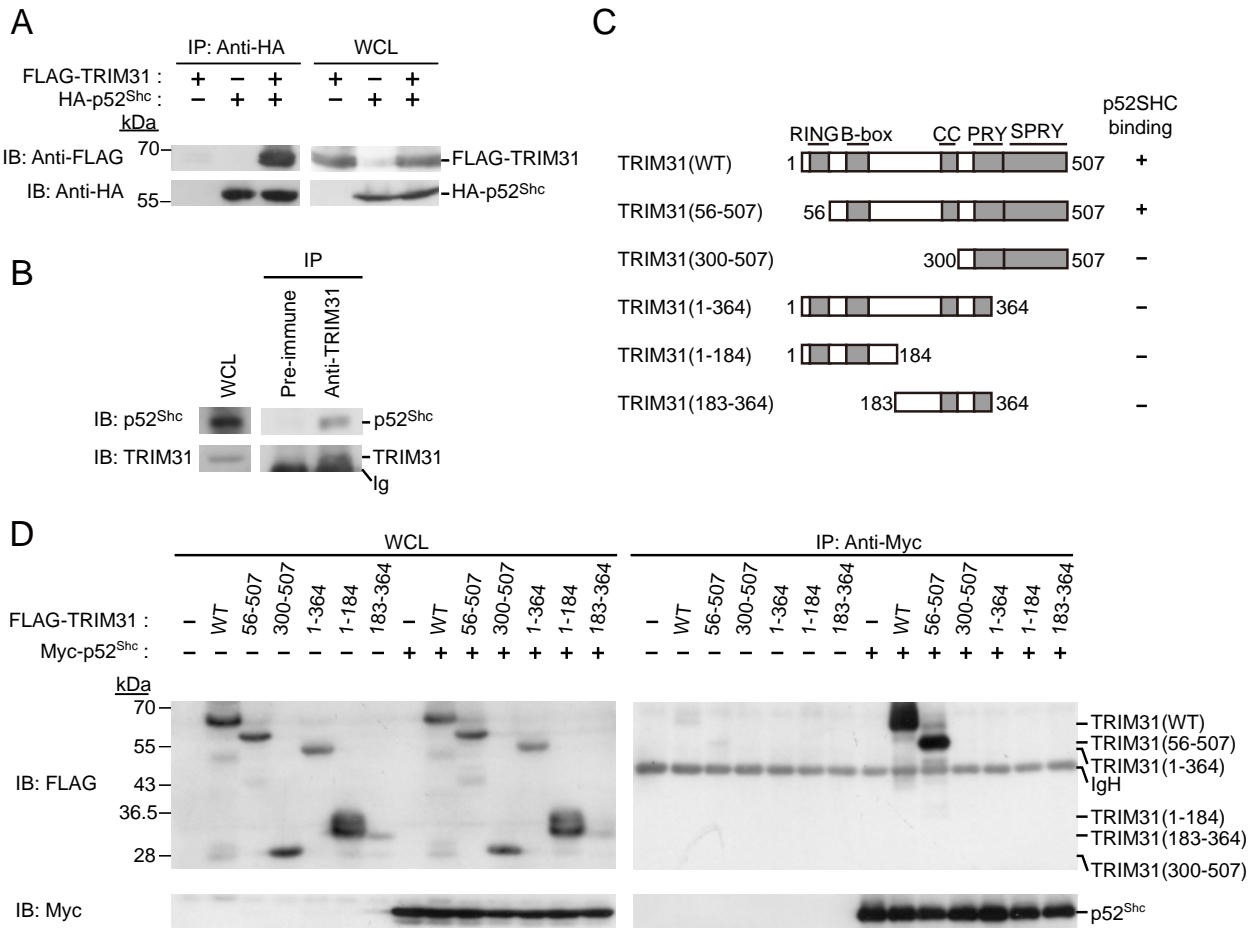 A
IP: Anti-HA WCL
FLAG-TRIM31 : + – + + – +
HA-p52Shc : – + + – + +
kDa
70
IB: Anti-FLAG FLAG-TRIM31
IB: Anti-HA HA-p52Shc
55
B
IP
WCL Pre-immune Anti-TRIM31
IB: p52Shc p52Shc
IB: TRIM31 TRIM31
Ig
C
p52SHC
binding
RING B-box CC PRY SPRY
TRIM31(WT) 1 507 +
TRIM31(56-507) 56 507 +
TRIM31(300-507) 300 507 –
TRIM31(1-364) 1 364 –
TRIM31(1-184) 1 184 –
TRIM31(183-364) 183 364 –
D
WCL IP: Anti-Myc
FLAG-TRIM31 : – WT 56-507 300-507 1-364 1-184 183-364 – WT 56-507 300-507 1-364 1-184 183-364 – WT 56-507 300-507 1-364 1-184 183-364 – WT 56-507 300-507 1-364 1-184 183-364
Myc-p52Shc : – – – – – – – + + + + + + + – – – – – – – + + + + + + +
kDa
70
55
IB: FLAG
43
36.5
28
TRIM31(WT)
TRIM31(56-507)
TRIM31(1-364)
IgH
TRIM31(1-184)
TRIM31(183-364)
TRIM31(300-507)
IB: Myc p52Shc